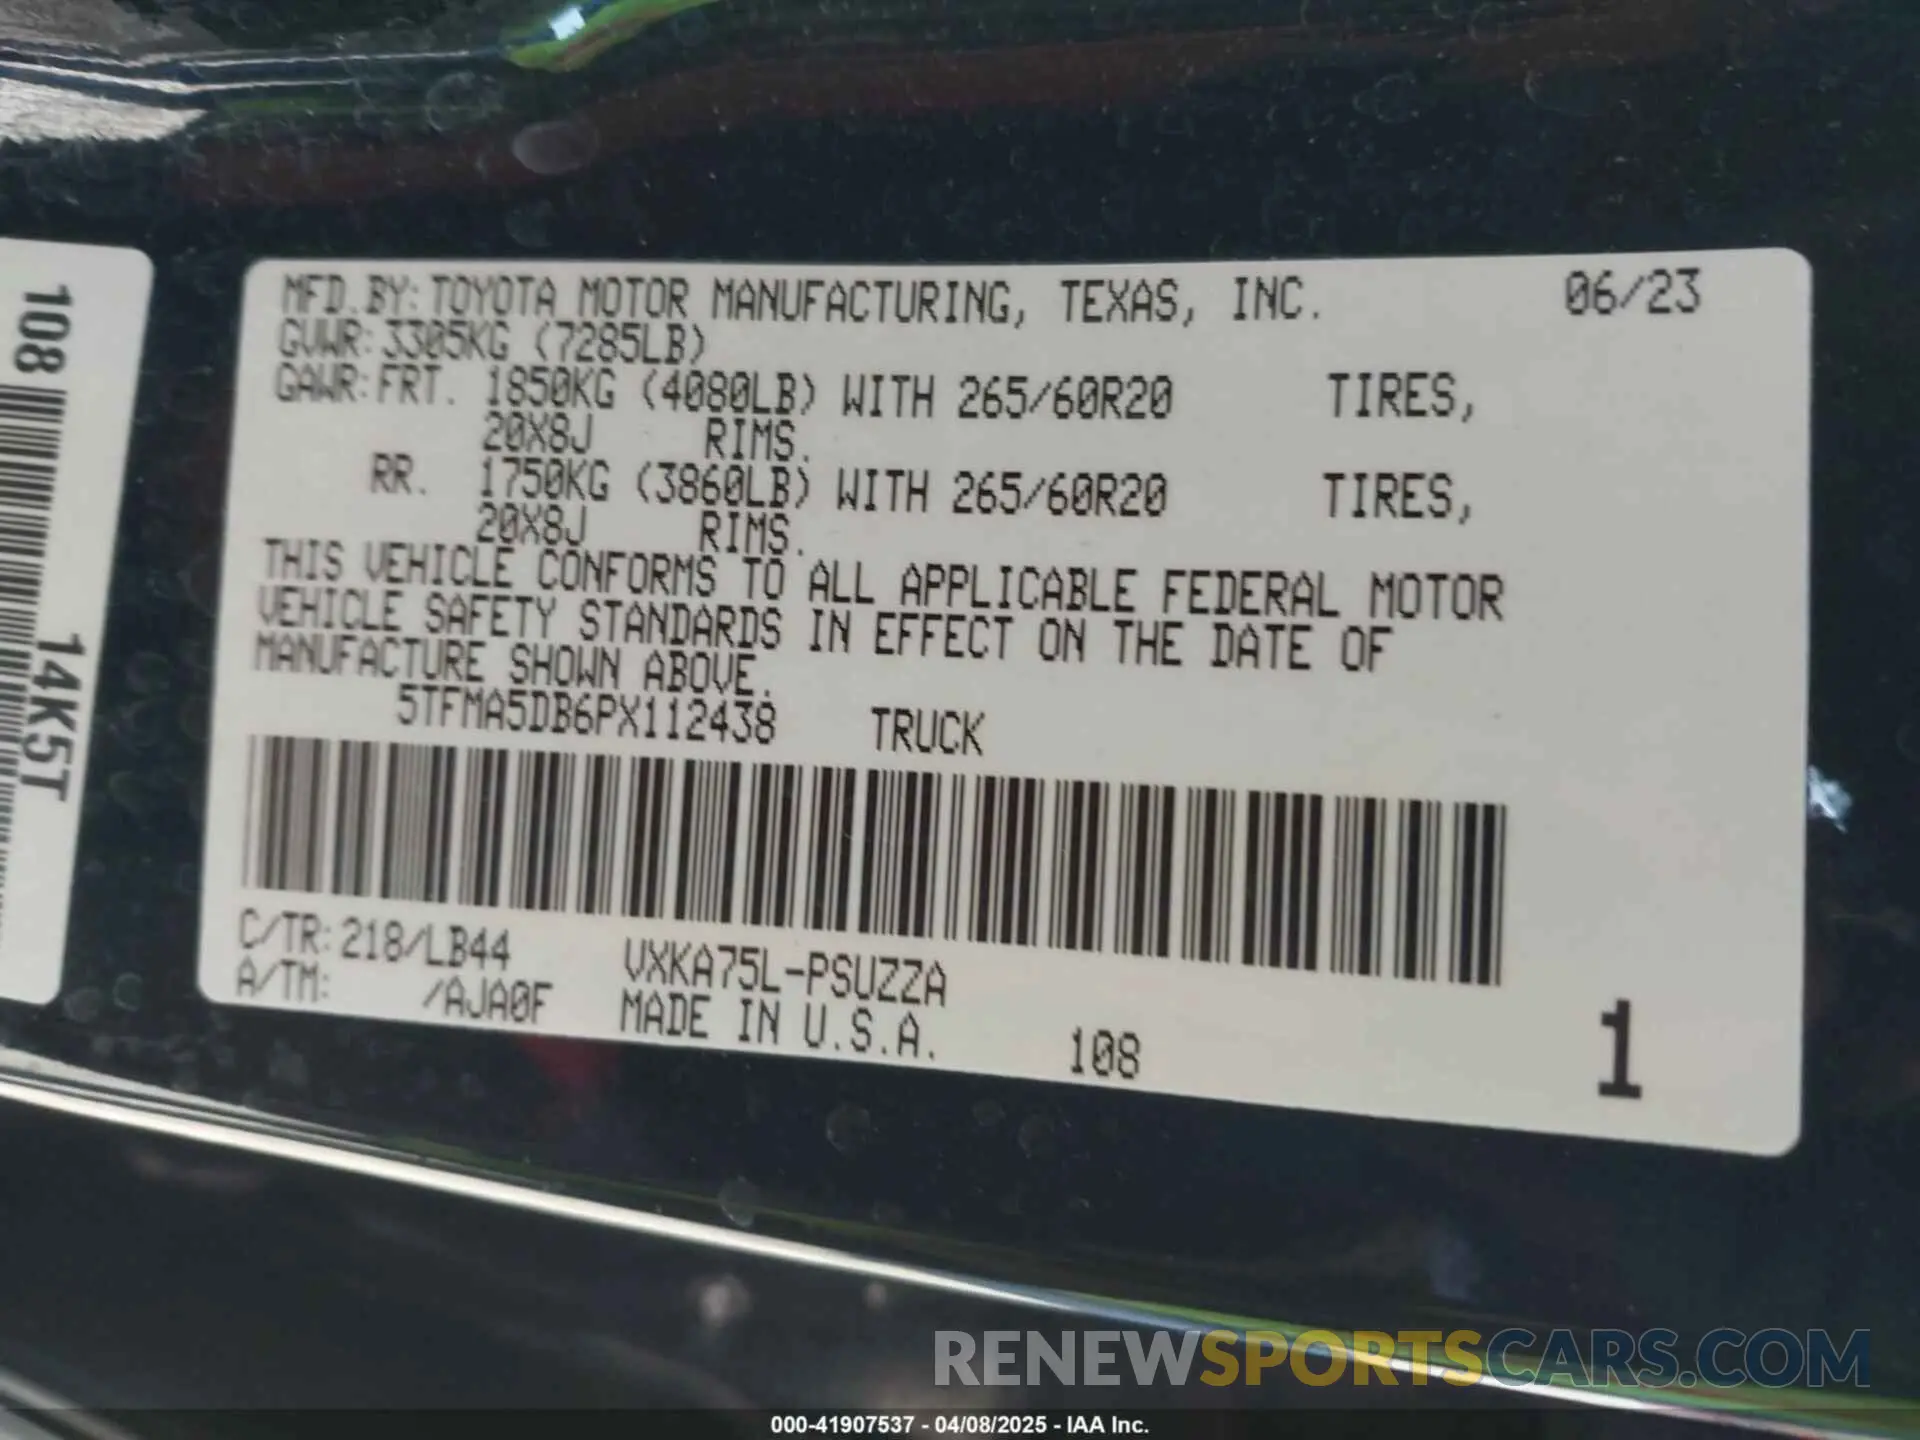 MFD.BY: TOYOTA MOTOR MANUFACTURING, TEXAS, INC. 06/23
GVWR: 3305KG (7285LB)
GAWR: FRT. 1850KG (4080LB) WITH 265/60R20 TIRES,
20X8J RIMS.
RR. 1750KG (3860LB) WITH 265/60R20 TIRES,
20X8J RIMS.
THIS VEHICLE CONFORMS TO ALL APPLICABLE FEDERAL MOTOR
VEHICLE SAFETY STANDARDS IN EFFECT ON THE DATE OF
MANUFACTURE SHOWN ABOVE.
5TFMA5DB6PX112438 TRUCK
C/TR: 218/LB44 VXKA75L-PSUZZA
A/TM: /AJA0F MADE IN U.S.A. 108
1
108
14K5T
RENEWSPORTSCARS.COM
000-41907537 - 04/08/2025 - IAA Inc.